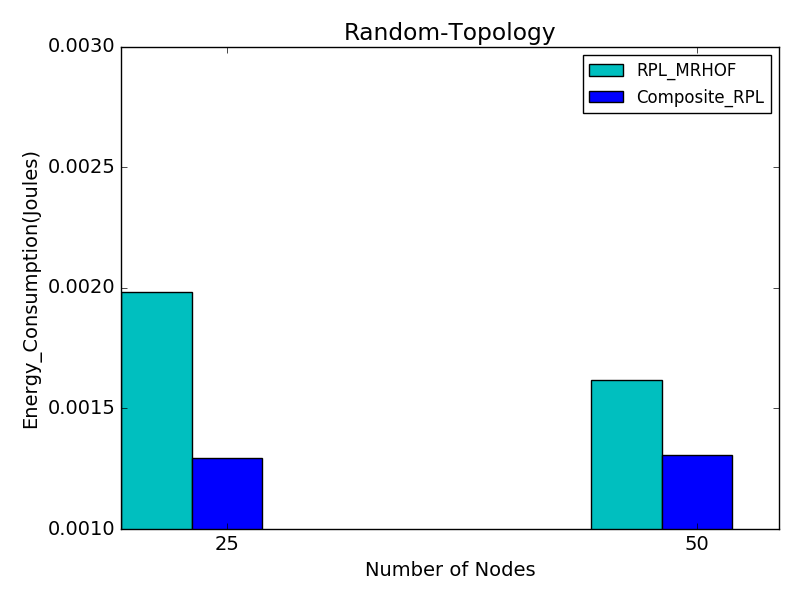 Random-Topology
RPL_MRHOF
Composite_RPL
Energy_Consumption(Joules)
0.0030
0.0025
0.0020
0.0015
0.0010
25
50
Number of Nodes